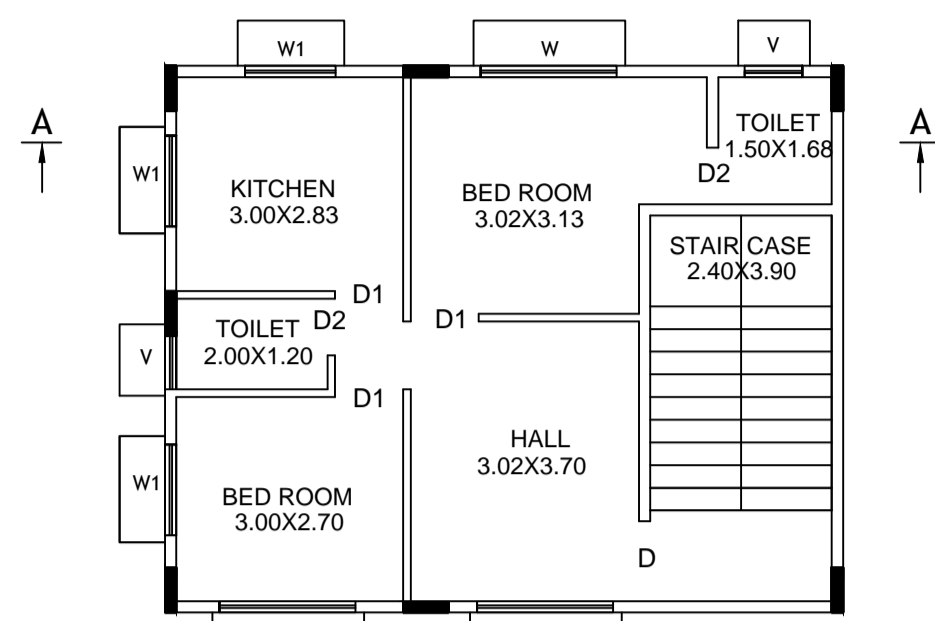 W1
W
V
A
A
TOILET
1.50X1.68
D2
W1
KITCHEN
3.00X2.83
BED ROOM
3.02X3.13
STAIR CASE
2.40X3.90
D1
D1
TOILET
D2
2.00X1.20
V
D1
HALL
3.02X3.70
W1
BED ROOM
3.00X2.70
D